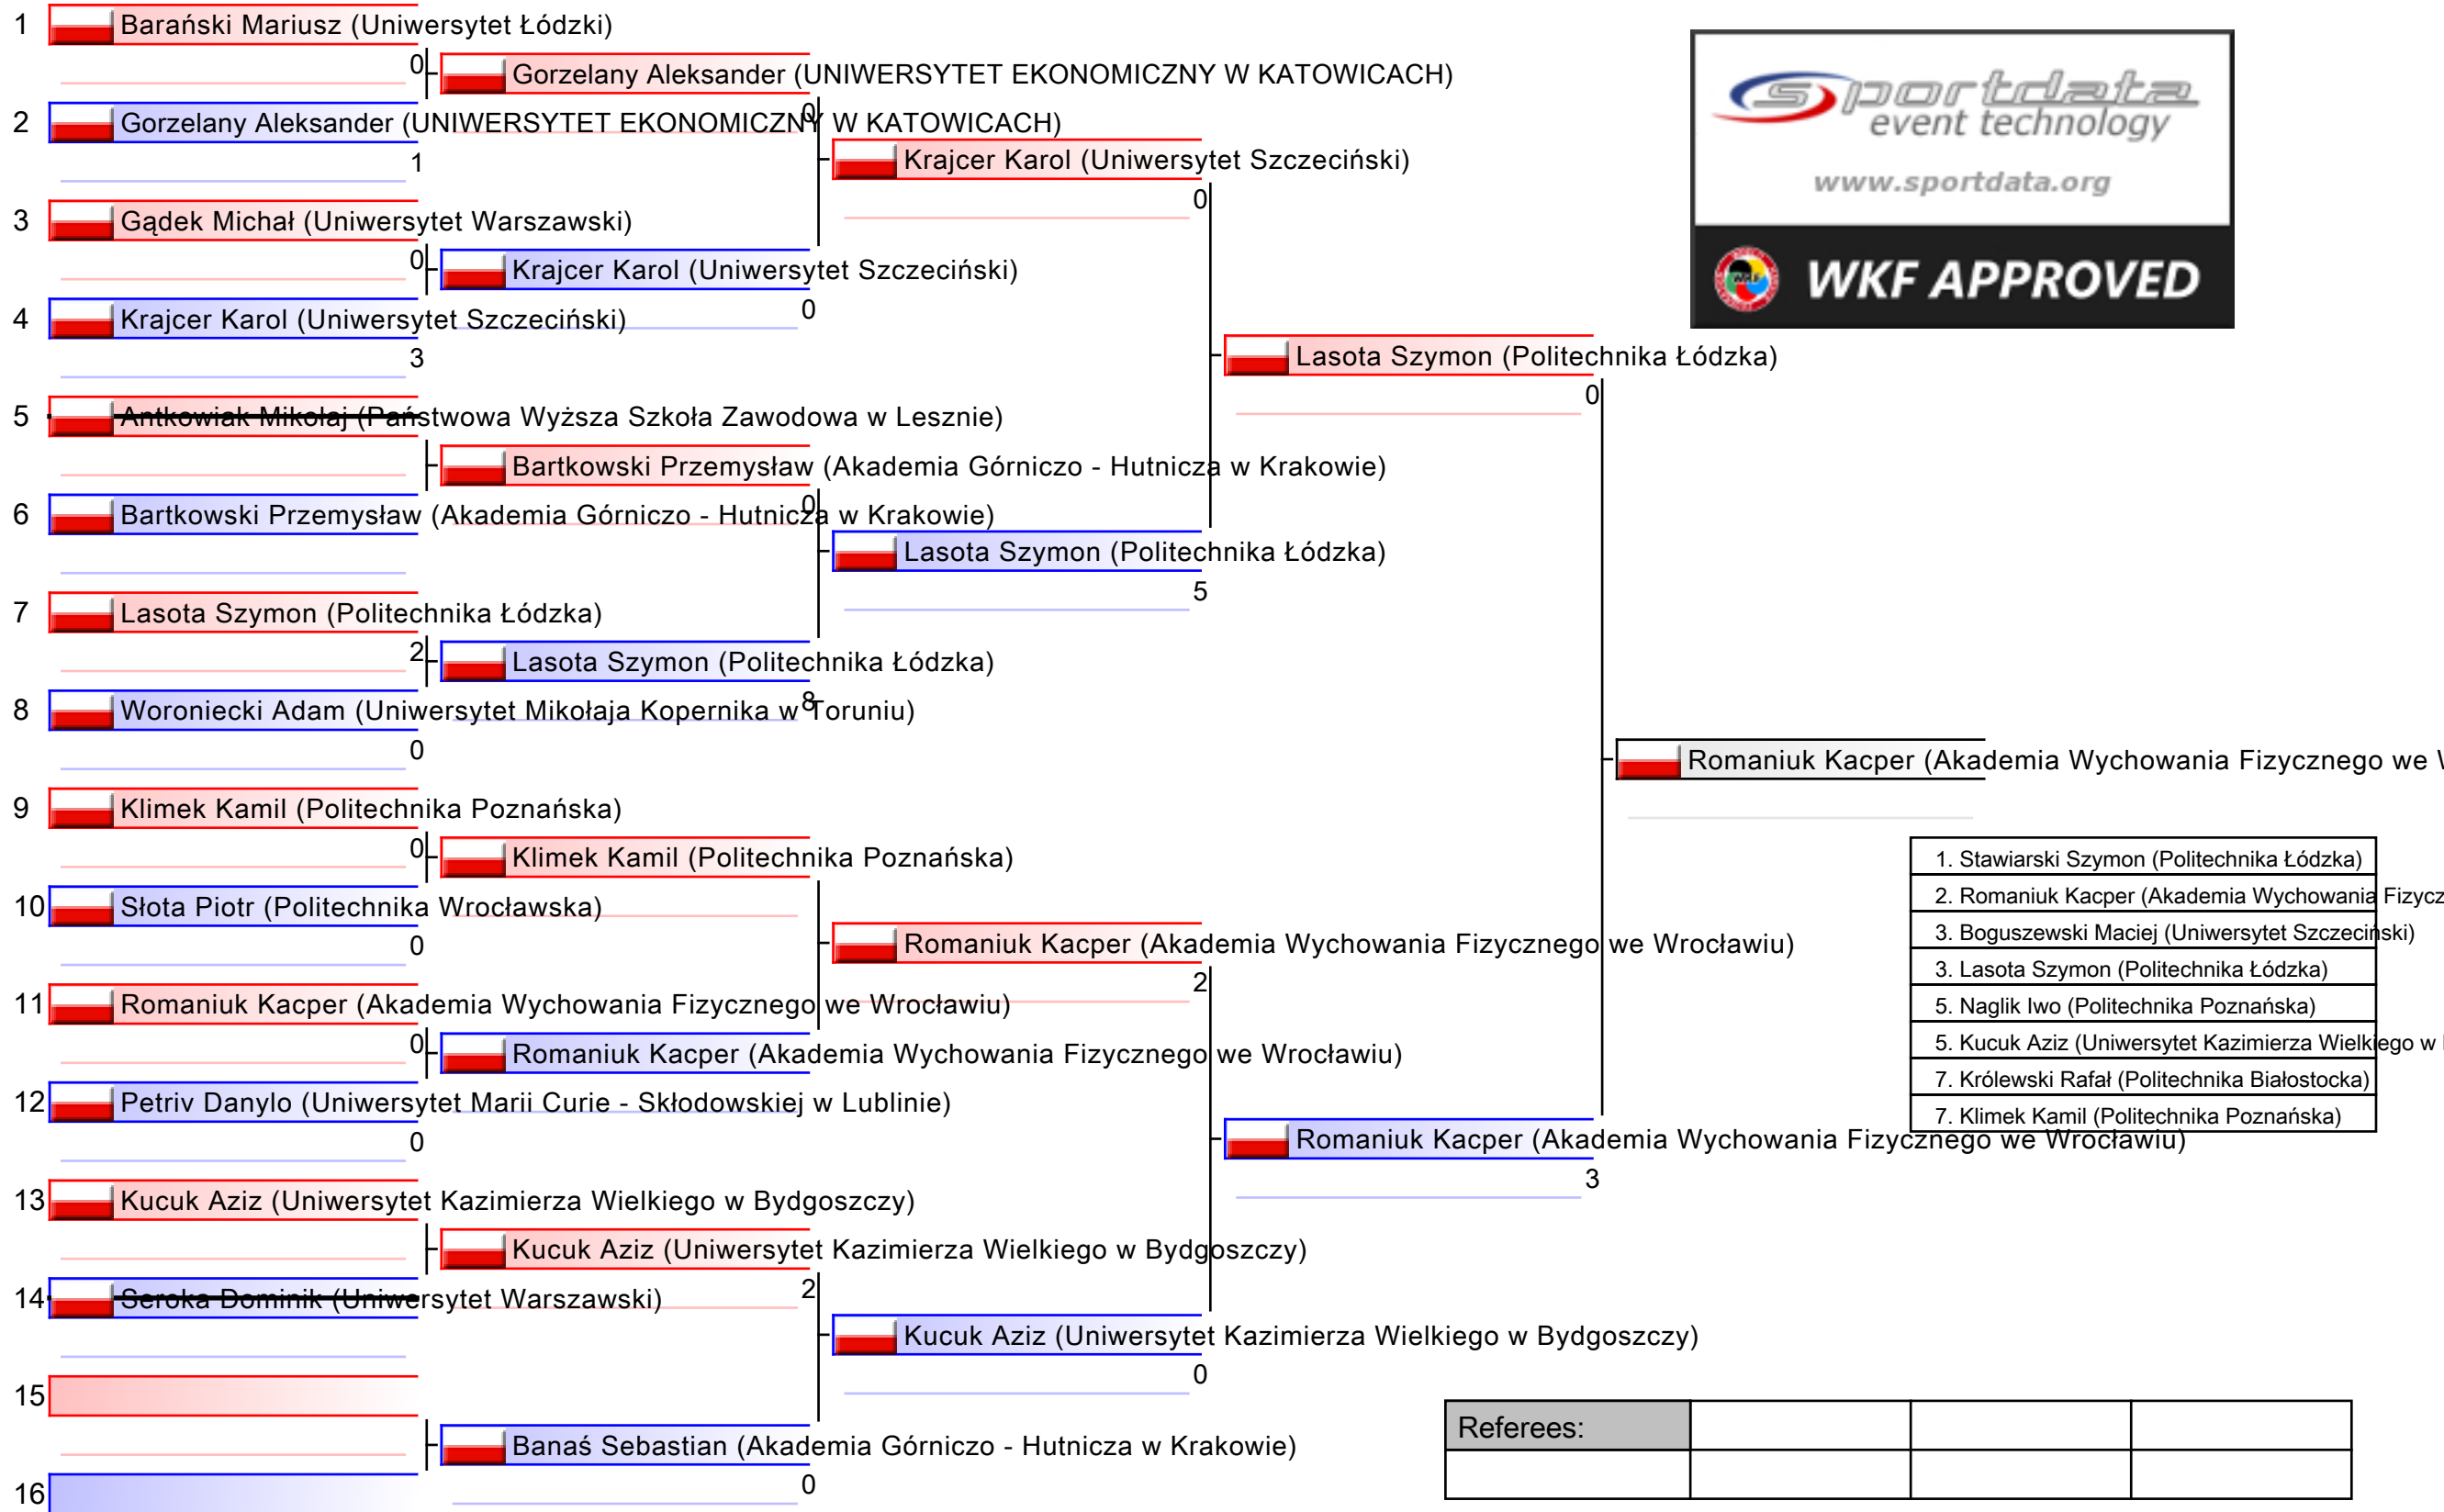 1 Barański Mariusz (Uniwersytet Łódzki)
0
Gorzelany Aleksander (UNIWERSYTET EKONOMICZNY W KATOWICACH)
0
2 Gorzelany Aleksander (UNIWERSYTET EKONOMICZNY W KATOWICACH)
1
Krajcer Karol (Uniwersytet Szczeciński)
0
3 Gądek Michał (Uniwersytet Warszawski)
0
Krajcer Karol (Uniwersytet Szczeciński)
0
4 Krajcer Karol (Uniwersytet Szczeciński)
3
Lasota Szymon (Politechnika Łódzka)
0
5 Antkowiak Mikołaj (Państwowa Wyższa Szkoła Zawodowa w Lesznie)
Bartkowski Przemysław (Akademia Górniczo - Hutnicza w Krakowie)
0
6 Bartkowski Przemysław (Akademia Górniczo - Hutnicza w Krakowie)
Lasota Szymon (Politechnika Łódzka)
5
7 Lasota Szymon (Politechnika Łódzka)
2
Lasota Szymon (Politechnika Łódzka)
8
8 Woroniecki Adam (Uniwersytet Mikołaja Kopernika w Toruniu)
0
Romaniuk Kacper (Akademia Wychowania Fizycznego we
9 Klimek Kamil (Politechnika Poznańska)
0
Klimek Kamil (Politechnika Poznańska)
10 Słota Piotr (Politechnika Wrocławska)
0
Romaniuk Kacper (Akademia Wychowania Fizycznego we Wrocławiu)
2
11 Romaniuk Kacper (Akademia Wychowania Fizycznego we Wrocławiu)
0
Romaniuk Kacper (Akademia Wychowania Fizycznego we Wrocławiu)
12 Petriv Danylo (Uniwersytet Marii Curie - Skłodowskiej w Lublinie)
0
Romaniuk Kacper (Akademia Wychowania Fizycznego we Wrocławiu)
3
13 Kucuk Aziz (Uniwersytet Kazimierza Wielkiego w Bydgoszczy)
Kucuk Aziz (Uniwersytet Kazimierza Wielkiego w Bydgoszczy)
2
14 Seroka Dominik (Uniwersytet Warszawski)
Kucuk Aziz (Uniwersytet Kazimierza Wielkiego w Bydgoszczy)
0
15
Banaś Sebastian (Akademia Górniczo - Hutnicza w Krakowie)
0
16
sportdata
event technology
www.sportdata.org
WKF
WKF APPROVED
1. Stawiarski Szymon (Politechnika Łódzka)
2. Romaniuk Kacper (Akademia Wychowania Fizycz
3. Boguszewski Maciej (Uniwersytet Szczeciński)
3. Lasota Szymon (Politechnika Łódzka)
5. Naglik Iwo (Politechnika Poznańska)
5. Kucuk Aziz (Uniwersytet Kazimierza Wielkiego w
7. Królewski Rafał (Politechnika Białostocka)
7. Klimek Kamil (Politechnika Poznańska)
Referees: